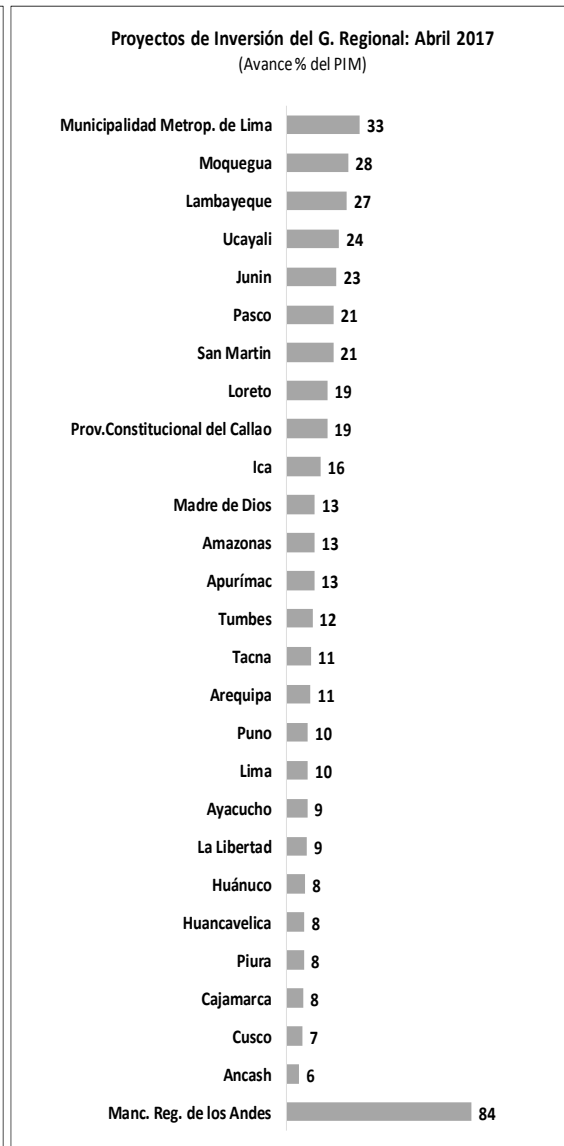 Proyectos de Inversión del G. Regional: Abril 2017
(Avance % del PIM)
Municipalidad Metrop. de Lima 33
Moquegua 28
Lambayeque 27
Ucayali 24
Junin 23
Pasco 21
San Martin 21
Loreto 19
Prov.Constitucional del Callao 19
Ica 16
Madre de Dios 13
Amazonas 13
Apurímac 13
Tumbes 12
Tacna 11
Arequipa 11
Puno 10
Lima 10
Ayacucho 9
La Libertad 9
Huánuco 8
Huancavelica 8
Piura 8
Cajamarca 8
Cusco 7
Ancash 6
Manc. Reg. de los Andes 84